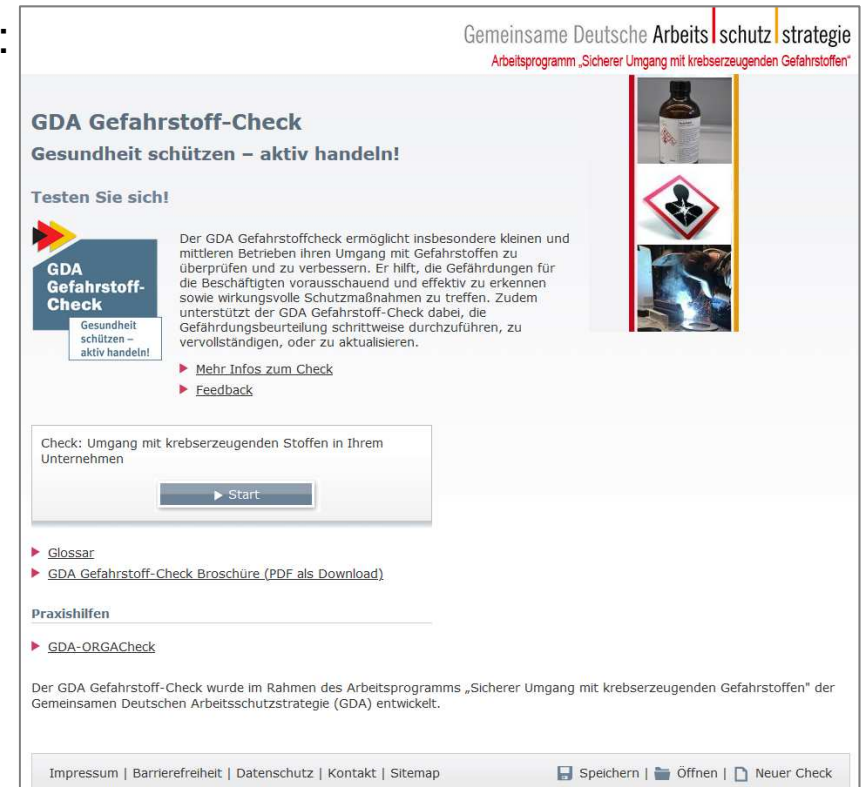 :
Gemeinsame Deutsche Arbeits schutz strategie
Arbeitsprogramm „Sicherer Umgang mit krebserzeugenden Gefahrstoffen"
GDA Gefahrstoff-Check
Gesundheit schützen – aktiv handeln!
Testen Sie sich!
GDA
Gefahrstoff-
Check
Gesundheit
schützen –
aktiv handeln!
Der GDA Gefahrstoffcheck ermöglicht insbesondere kleinen und
mittleren Betrieben ihren Umgang mit Gefahrstoffen zu
überprüfen und zu verbessern. Er hilft, die Gefährdungen für
die Beschäftigten vorausschauend und effektiv zu erkennen
sowie wirkungsvolle Schutzmaßnahmen zu treffen. Zudem
unterstützt der GDA Gefahrstoff-Check dabei, die
Gefährdungsbeurteilung schrittweise durchzuführen, zu
vervollständigen, oder zu aktualisieren.
Mehr Infos zum Check
Feedback
Check: Umgang mit krebserzeugenden Stoffen in Ihrem
Unternehmen
Start
Glossar
GDA Gefahrstoff-Check Broschüre (PDF als Download)
Praxishilfen
GDA-ORGACheck
Der GDA Gefahrstoff-Check wurde im Rahmen des Arbeitsprogramms „Sicherer Umgang mit krebserzeugenden Gefahrstoffen" der
Gemeinsamen Deutschen Arbeitsschutzstrategie (GDA) entwickelt.
Impressum | Barrierefreiheit | Datenschutz | Kontakt | Sitemap
Speichern | Öffnen | Neuer Check